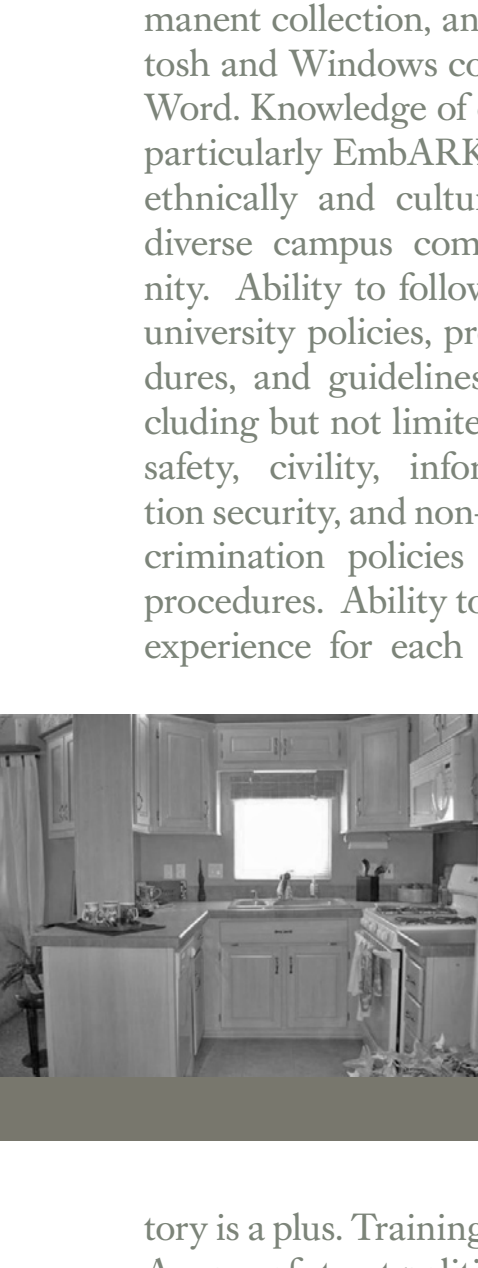 manent collection, an
tosh and Windows co
Word. Knowledge of
particularly EmbARK
ethnically and cultu
diverse campus com
nity. Ability to follow
university policies, pr
dures, and guidelines
cluding but not limite
safety, civility, infor
tion security, and non-
crimination policies
procedures. Ability to
experience for each
tory is a plus. Training